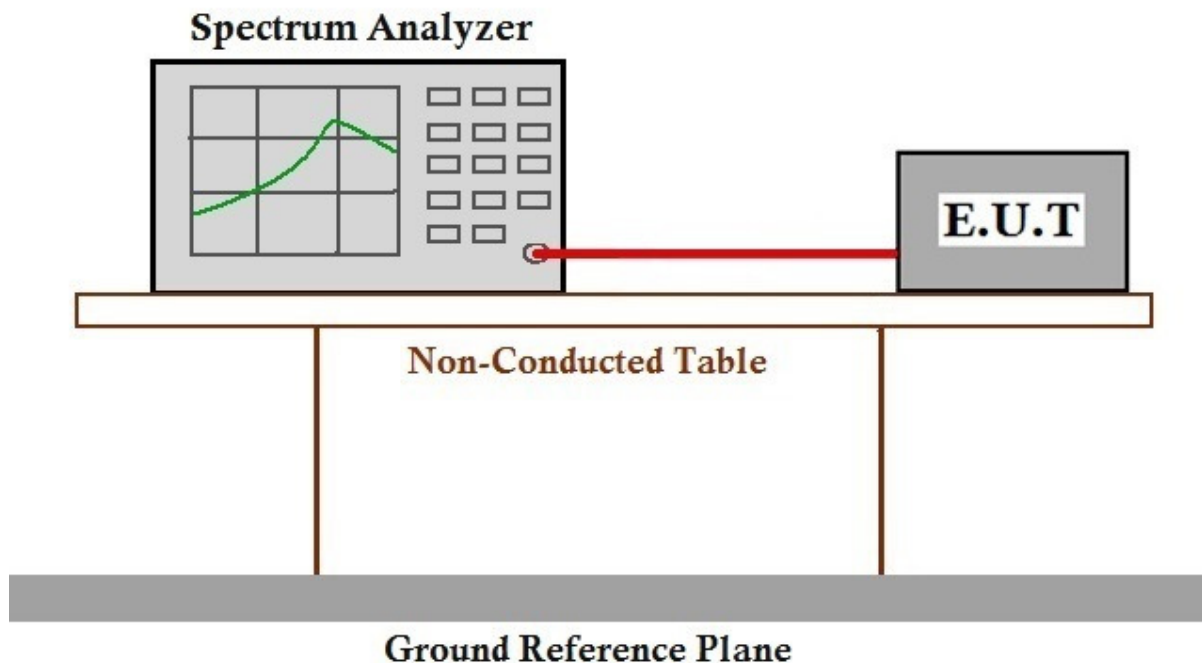 Spectrum Analyzer
E.U.T
Non-Conducted Table
Ground Reference Plane